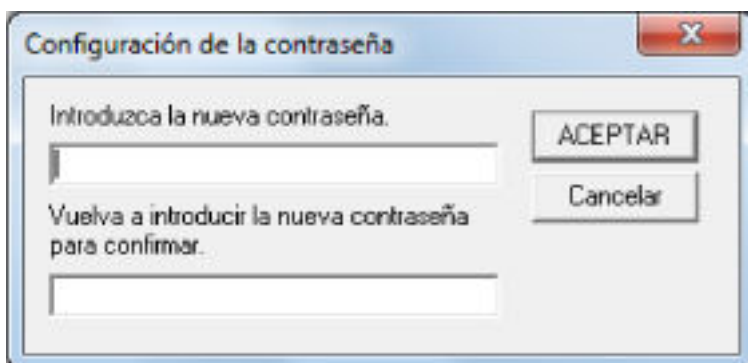 Configuración de la contraseña
Introduzca la nueva contraseña.
ACEPTAR
Cancelar
Vuelva a introducir la nueva contraseña
para confirmar.